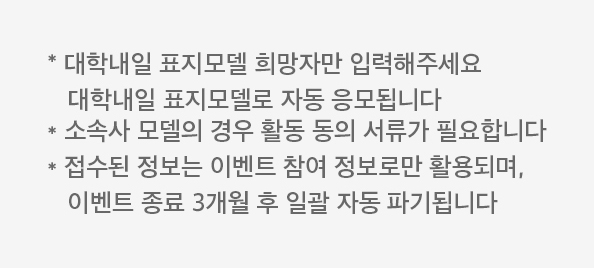 * 대학내일 표지모델 희망자만 입력해주세요
대학내일 표지모델로 자동 응모됩니다
* 소속사 모델의 경우 활동 동의 서류가 필요합니다
* 접수된 정보는 이벤트 참여 정보로만 활용되며,
이벤트 종료 3개월 후 일괄 자동 파기됩니다